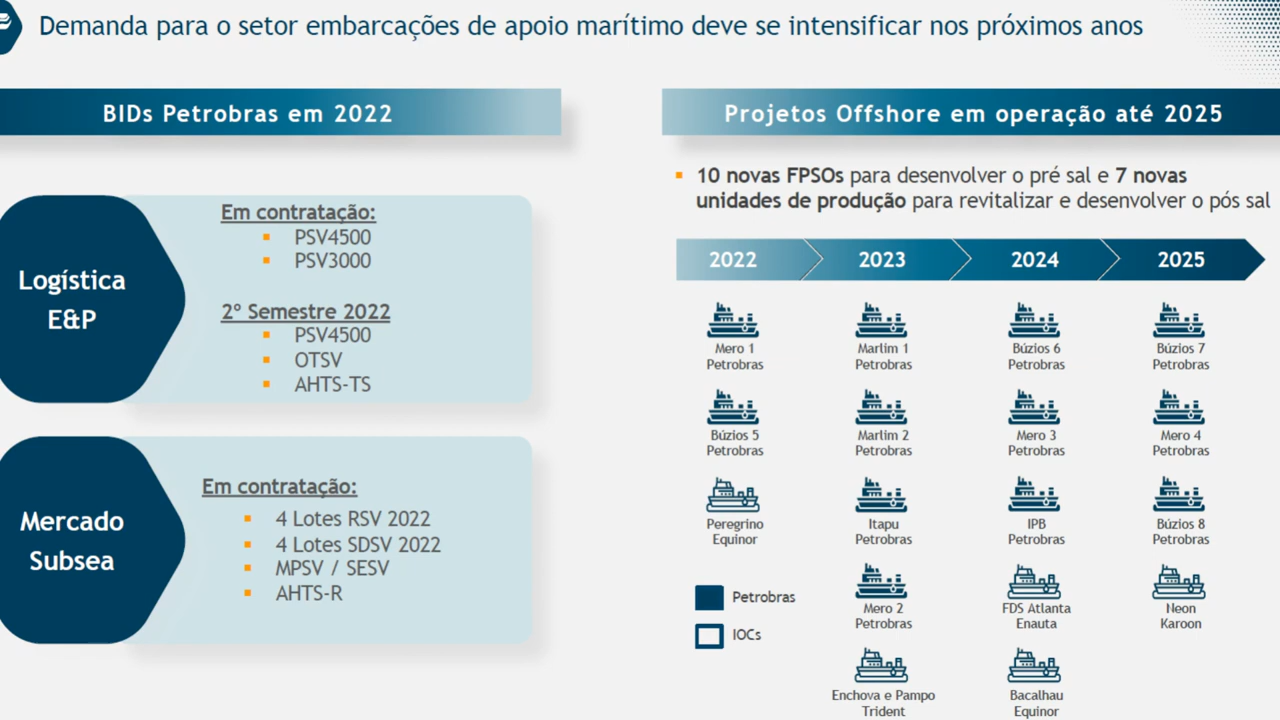 Demanda para o setor embarcações de apoio marítimo deve se intensificar nos próximos anos
BIDs Petrobras em 2022
Logística
E&P
Em contratação:
PSV4500
PSV3000
2º Semestre 2022
PSV4500
OTSV
AHTS-TS
Mercado
Subsea
Em contratação:
4 Lotes RSV 2022
4 Lotes SDSV 2022
MPSV / SESV
AHTS-R
Projetos Offshore em operação até 2025
10 novas FPSOs para desenvolver o pré sal e 7 novas
unidades de produção para revitalizar e desenvolver o pós sal
2022 2023 2024 2025
Mero 1 Marlim 1 Búzios 6 Búzios 7
Petrobras Petrobras Petrobras Petrobras
Búzios 5 Marlim 2 Mero 3 Mero 4
Petrobras Petrobras Petrobras Petrobras
Peregrino Itapu IPB Búzios 8
Equinor Petrobras Petrobras Petrobras
Mero 2 FDS Atlanta Neon
Petrobras Enauta Karoon
Enchova e Pampo Bacalhau
Trident Equinor
Petrobras
IOCs